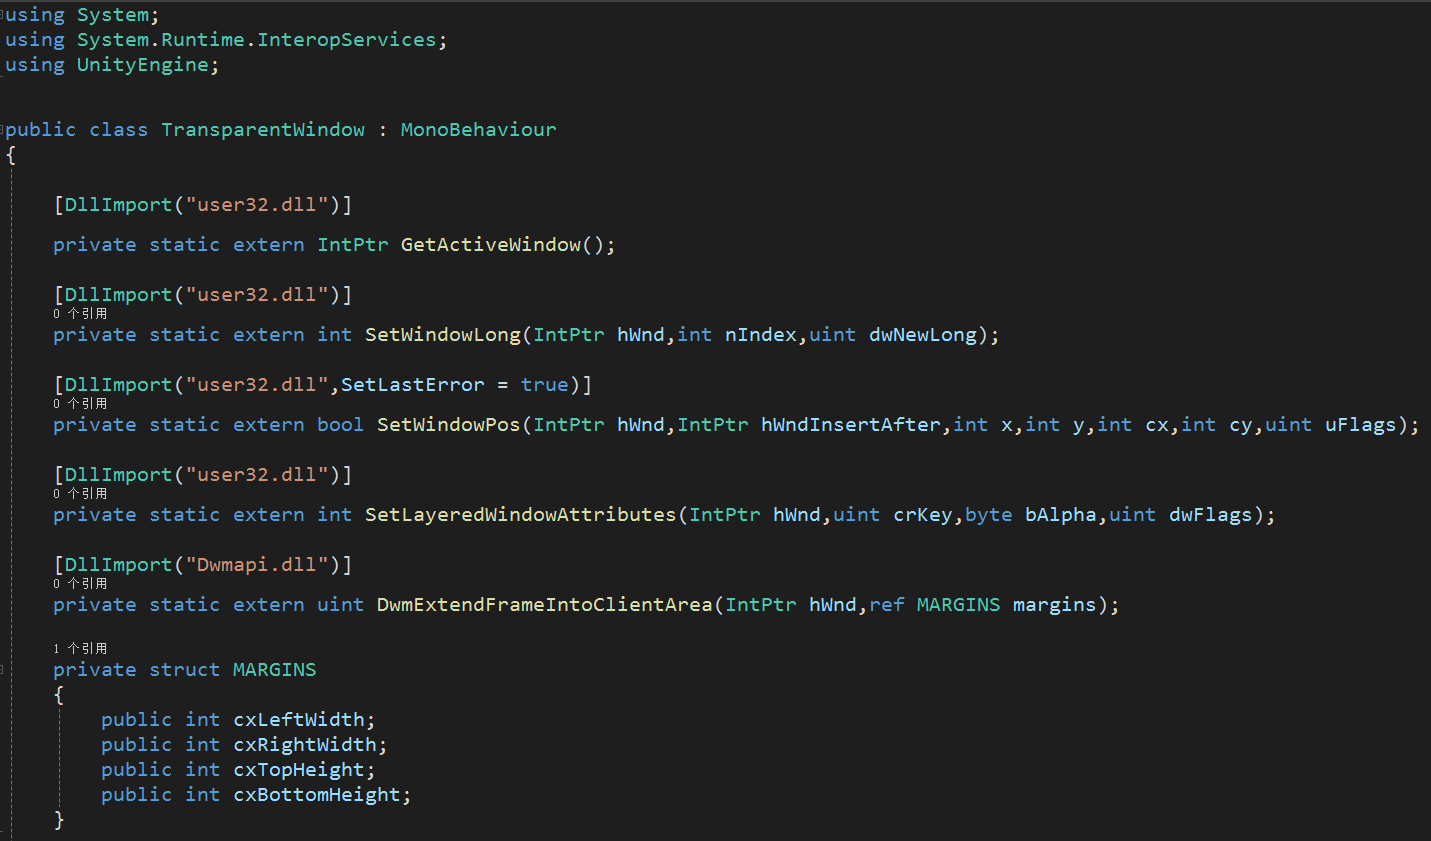 using System;
using System.Runtime.InteropServices;
using UnityEngine;
public class TransparentWindow : MonoBehaviour
{
[DllImport("user32.dll")]
private static extern IntPtr GetActiveWindow();
[DllImport("user32.dll")]
0 个引用
private static extern int SetWindowLong(IntPtr hWnd,int nIndex,uint dwNewLong);
[DllImport("user32.dll",SetLastError = true)]
0 个引用
private static extern bool SetWindowPos(IntPtr hWnd,IntPtr hWndInsertAfter,int x,int y,int cx,int cy,uint uFlags);
[DllImport("user32.dll")]
0 个引用
private static extern int SetLayeredWindowAttributes(IntPtr hWnd,uint crKey,byte bAlpha,uint dwFlags);
[DllImport("Dwmapi.dll")]
0 个引用
private static extern uint DwmExtendFrameIntoClientArea(IntPtr hWnd,ref MARGINS margins);
1 个引用
private struct MARGINS
{
public int cxLeftWidth;
public int cxRightWidth;
public int cxTopHeight;
public int cxBottomHeight;
}